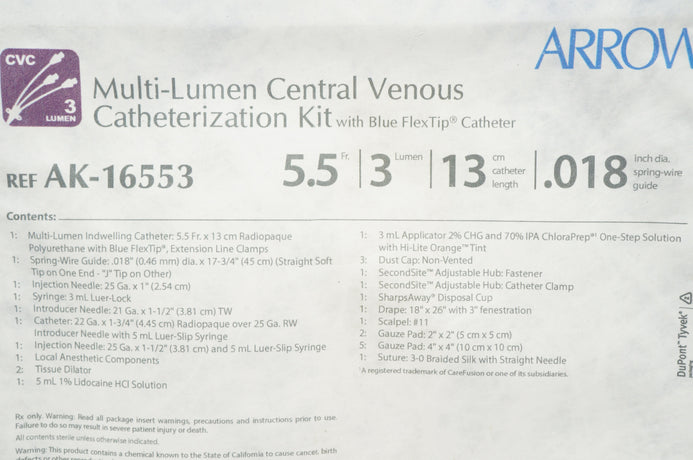 ARROW
CVC
3
LUMEN
Multi-Lumen Central Venous
Catheterization Kit with Blue FlexTip® Catheter
REF AK-16553
5.5 Fr. 3 Lumen 13 cm catheter length .018 inch dia. spring-wire guide
Contents:
1: Multi-Lumen Indwelling Catheter: 5.5 Fr. x 13 cm Radiopaque
Polyurethane with Blue FlexTip®, Extension Line Clamps
1: Spring-Wire Guide: .018" (0.46 mm) dia. x 17-3/4" (45 cm) (Straight Soft
Tip on One End - "J" Tip on Other)
1: Injection Needle: 25 Ga. x 1" (2.54 cm)
1: Syringe: 3 mL Luer-Lock
1: Introducer Needle: 21 Ga. x 1-1/2" (3.81 cm) TW
1: Catheter: 22 Ga. x 1-3/4" (4.45 cm) Radiopaque over 25 Ga. RW
Introducer Needle with 5 mL Luer-Slip Syringe
1: Injection Needle: 25 Ga. x 1-1/2" (3.81 cm) and 5 mL Luer-Slip Syringe
1: Local Anesthetic Components
2: Tissue Dilator
1: 5 mL 1% Lidocaine HCl Solution
1: 3 mL Applicator 2% CHG and 70% IPA ChloraPrep®¹ One-Step Solution
with Hi-Lite Orange™ Tint
3: Dust Cap: Non-Vented
1: SecondSite™ Adjustable Hub: Fastener
1: SecondSite™ Adjustable Hub: Catheter Clamp
1: SharpsAway® Disposal Cup
1: Drape: 18" x 26" with 3" fenestration
1: Scalpel: #11
2: Gauze Pad: 2" x 2" (5 cm x 5 cm)
5: Gauze Pad: 4" x 4" (10 cm x 10 cm)
1: Suture: 3-0 Braided Silk with Straight Needle
¹A registered trademark of CareFusion or one of its subsidiaries.
DuPont™ Tyvek®
Rx only. Warning: Read all package insert warnings, precautions and instructions prior to use.
Failure to do so may result in severe patient injury or death.
All contents sterile unless otherwise indicated.
Warning: This product contains a chemical known to the State of California to cause cancer, birth
defects or other